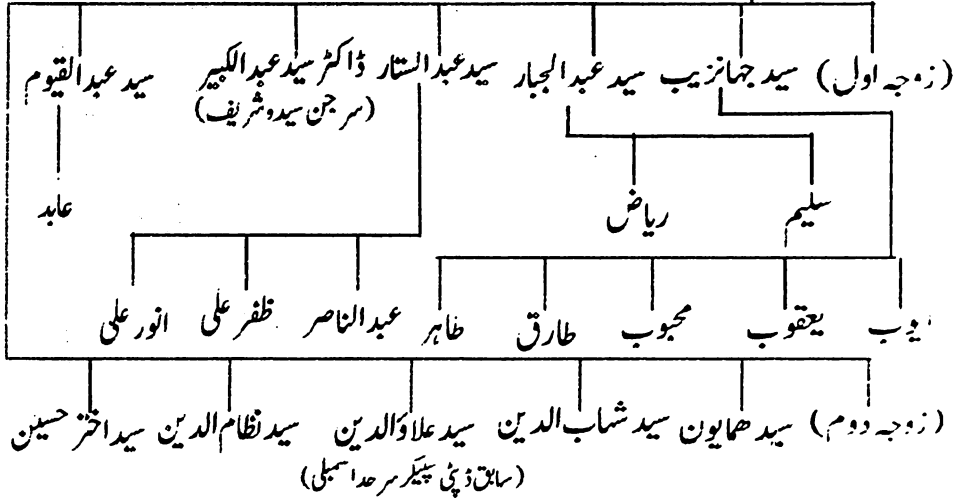 (زوجہ اول) سید جہانزیب سید عبدالجبار سید عبدالستار ڈاکٹر سید عبدالکبیر سید عبدالقیوم
(سرجن سیدو شریف)
سلیم ریاض عابد
یعقوب محبوب طارق طاہر عبدالناصر ظفر علی انور علی
(زوجہ دوم) سید ھمایون سید شہاب الدین سید علاؤالدین سید نظام الدین سید اختر حسین
(سابق ڈپٹی سپیکر سرحد اسمبلی)